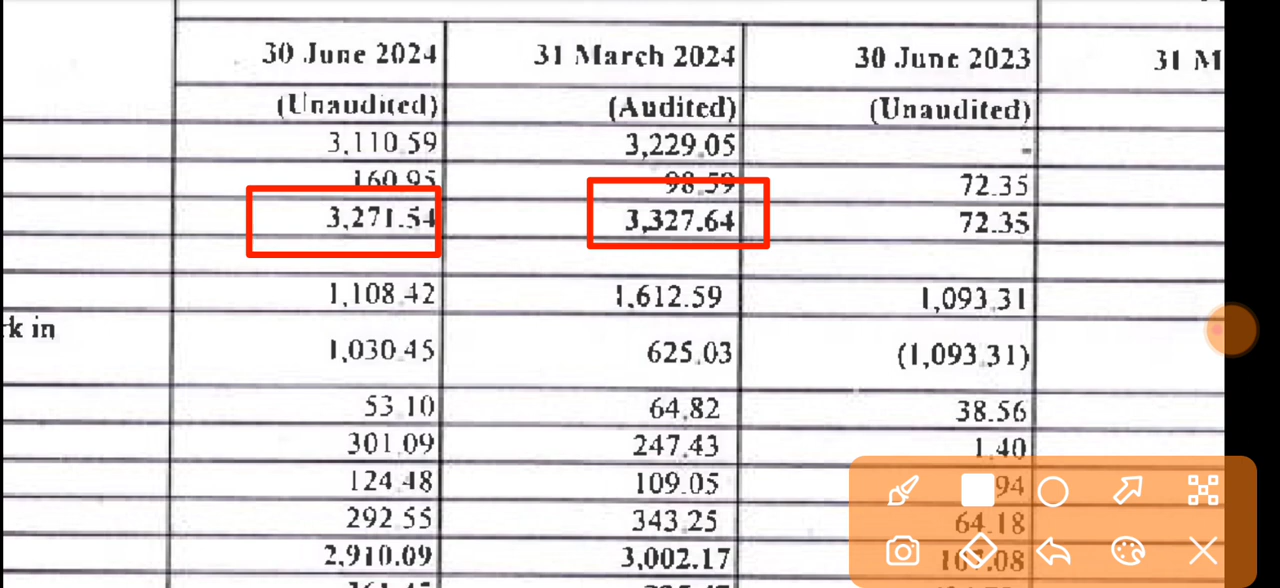 30 June 2024 31 March 2024 30 June 2023 31 M
(Unaudited) (Audited) (Unaudited)
3,110.59 3,229.05 -
160.95 98.59 72.35
3,271.54 3,327.64 72.35
1,108.42 1,612.59 1,093.31
rk in
1,030.45 625.03 (1,093.31)
53.10 64.82 38.56
301.09 247.43 1.40
124.48 109.05 94
292.55 343.25 64.18
2,910.09 3,002.17